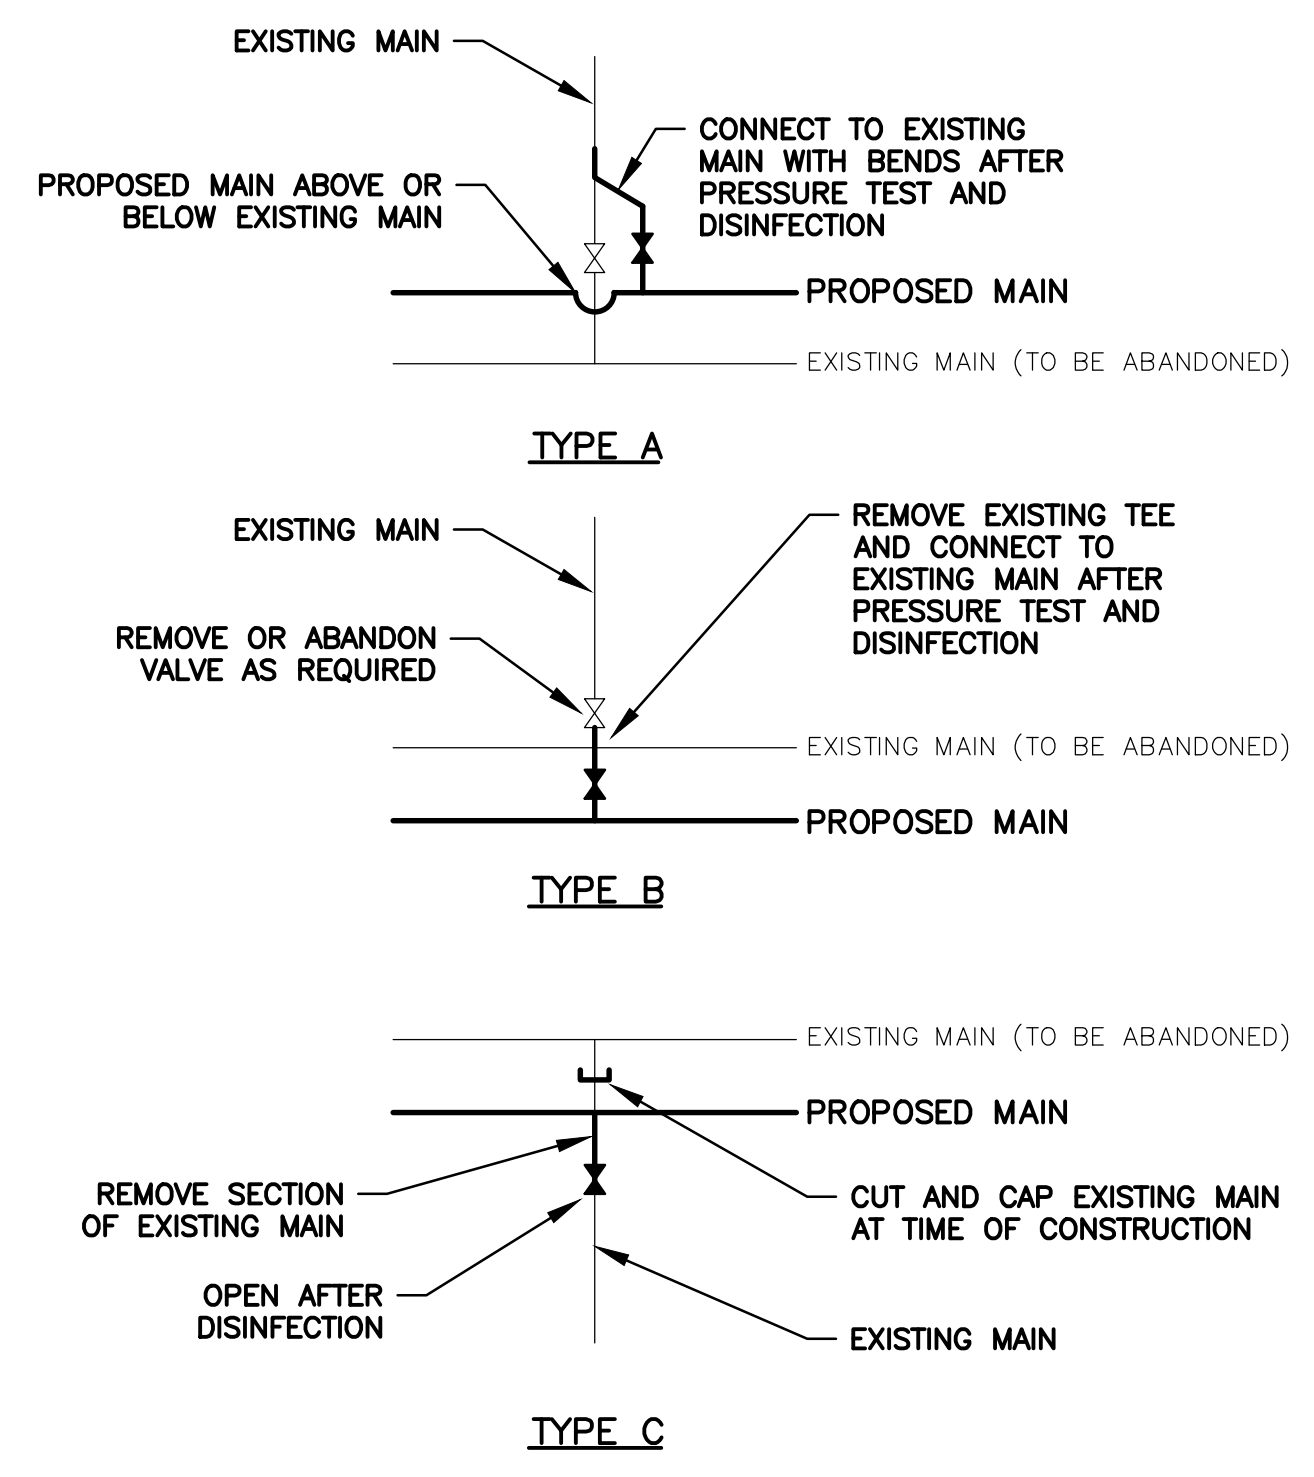 EXISTING MAIN
CONNECT TO EXISTING
MAIN WITH BENDS AFTER
PRESSURE TEST AND
DISINFECTION
PROPOSED MAIN ABOVE OR
BELOW EXISTING MAIN
PROPOSED MAIN
EXISTING MAIN (TO BE ABANDONED)
TYPE A
EXISTING MAIN
REMOVE EXISTING TEE
AND CONNECT TO
EXISTING MAIN AFTER
PRESSURE TEST AND
DISINFECTION
REMOVE OR ABANDON
VALVE AS REQUIRED
EXISTING MAIN (TO BE ABANDONED)
PROPOSED MAIN
TYPE B
EXISTING MAIN (TO BE ABANDONED)
PROPOSED MAIN
REMOVE SECTION
OF EXISTING MAIN
CUT AND CAP EXISTING MAIN
AT TIME OF CONSTRUCTION
OPEN AFTER
DISINFECTION
EXISTING MAIN
TYPE C